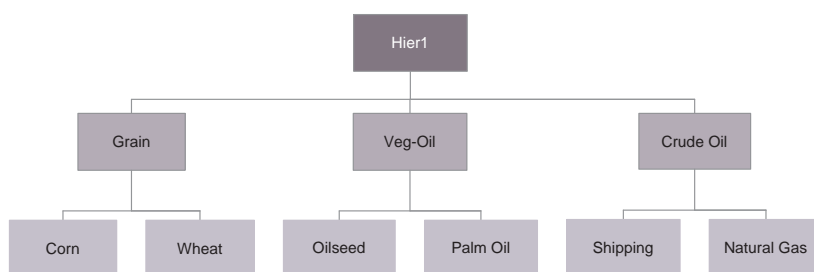 Hier1
Grain
Veg-Oil
Crude Oil
Corn
Wheat
Oilseed
Palm Oil
Shipping
Natural Gas